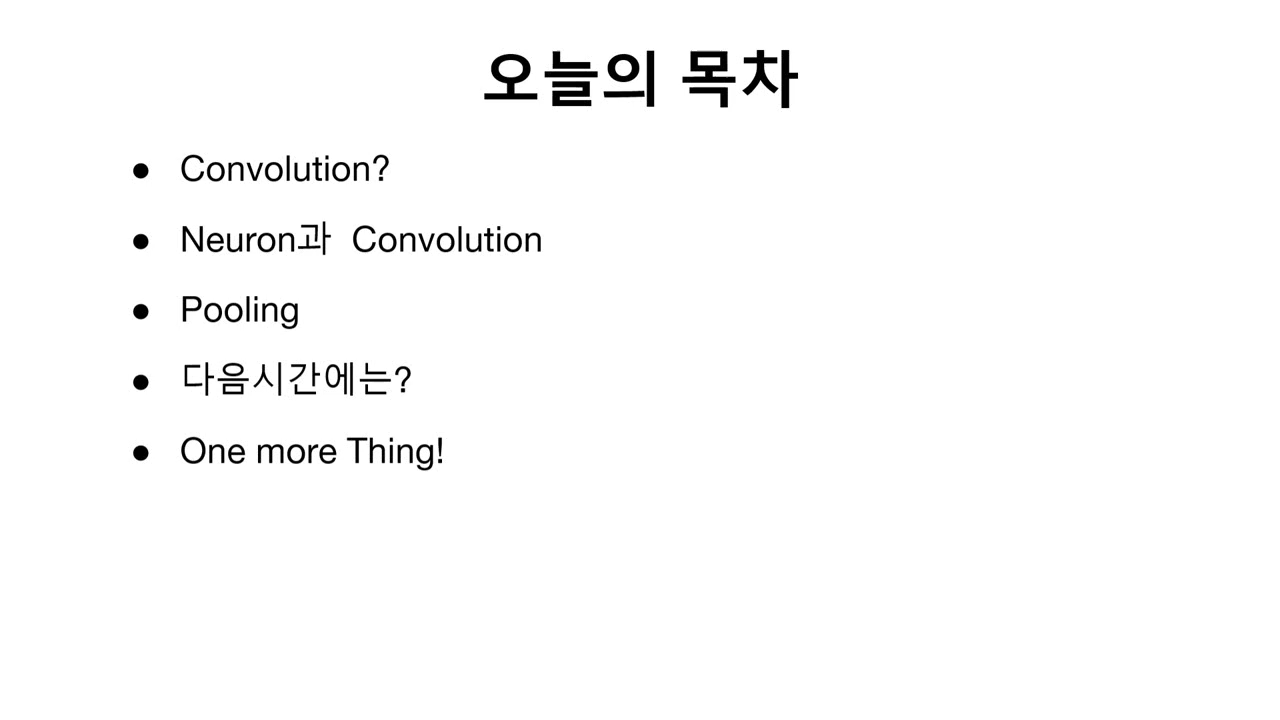 오늘의 목차
● Convolution?
● Neuron과 Convolution
● Pooling
● 다음시간에는?
● One more Thing!